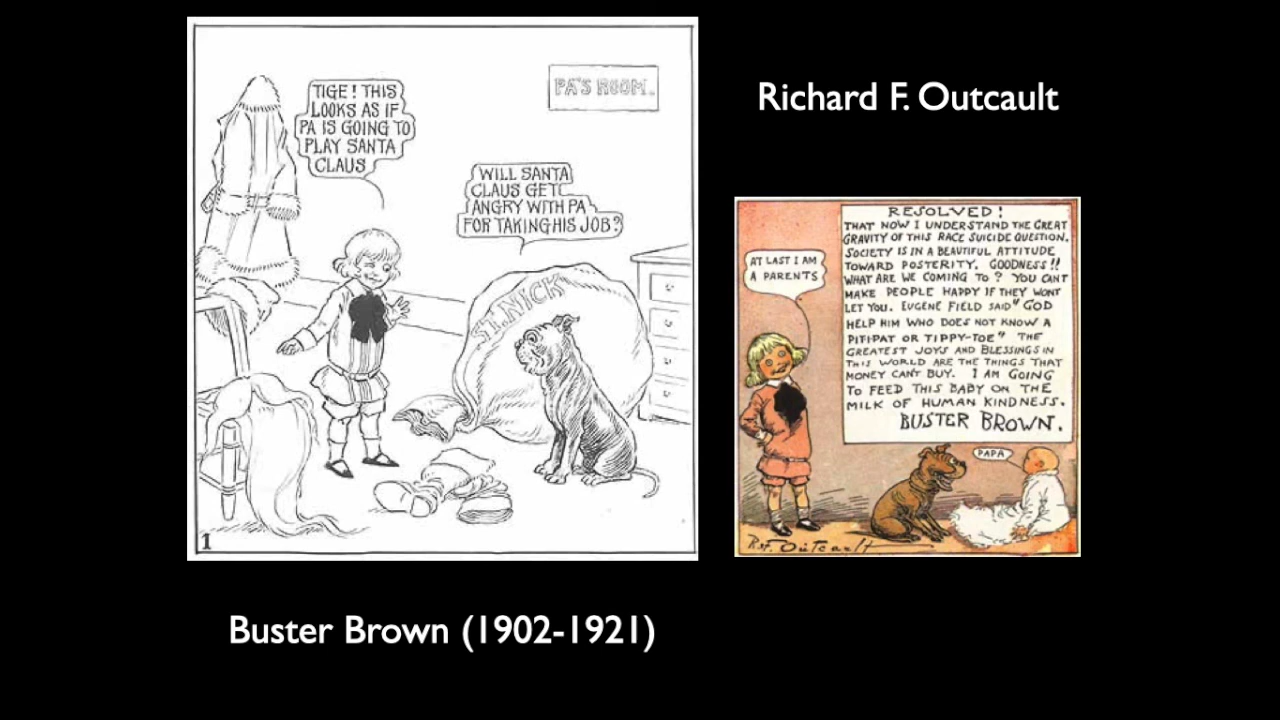 TIGE! THIS
LOOKS AS IF
PA IS GOING TO
PLAY SANTA
CLAUS
PA'S ROOM.
WILL SANTA
CLAUS GET
ANGRY WITH PA
FOR TAKING HIS JOB?
ST. NICK
1
Richard F. Outcault
RESOLVED!
THAT NOW I UNDERSTAND THE GREAT
GRAVITY OF THIS RACE SUICIDE QUESTION.
SOCIETY IS IN A BEAUTIFUL ATTITUDE
TOWARD POSTERITY. GOODNESS!!
WHAT ARE WE COMING TO? YOU CANT
MAKE PEOPLE HAPPY IF THEY WONT
LET YOU. EUGENE FIELD SAID "GOD
HELP HIM WHO DOES NOT KNOW A
PITI-PAT OR TIPPY-TOE" THE
GREATEST JOYS AND BLESSINGS IN
THIS WORLD ARE THE THINGS THAT
MONEY CAN'T BUY. I AM GOING
TO FEED THIS BABY ON THE
MILK OF HUMAN KINDNESS.
BUSTER BROWN.
AT LAST I AM
A PARENTS
PAPA
R.F. Outcault
Buster Brown (1902-1921)